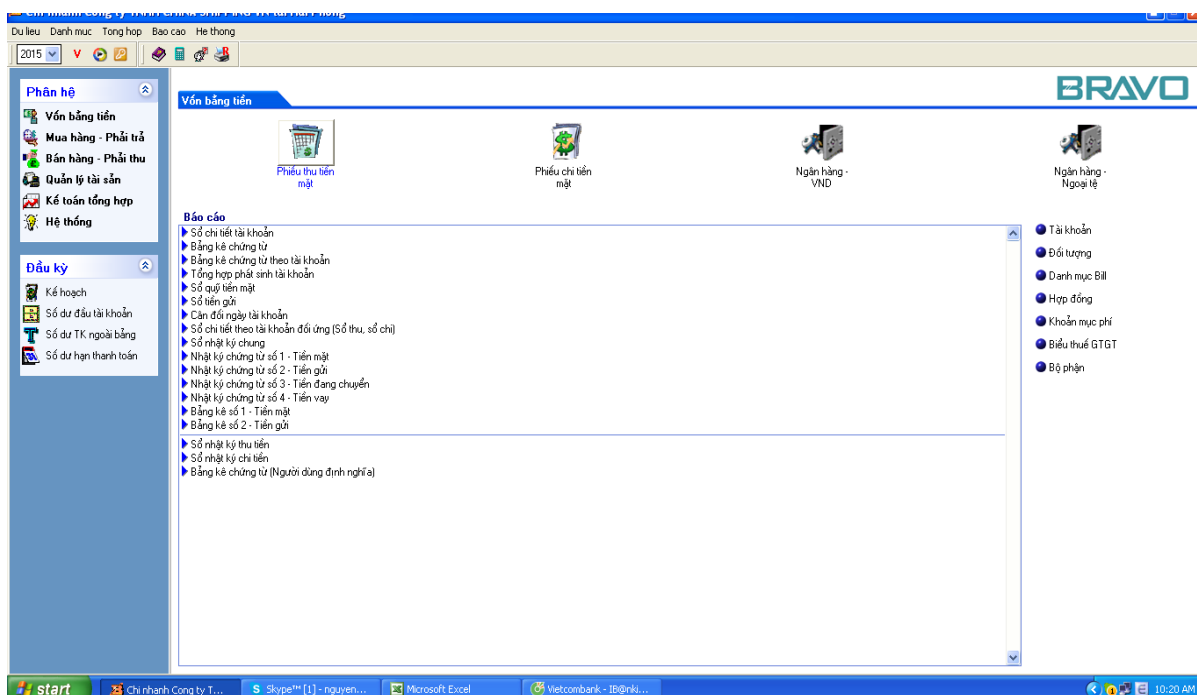 Chi nhanh Cong ty TNHH CHINA SHIPPING VN tai Hai Phong
Du lieu Danh muc Tong hop Bao cao He thong
2015 V
BRAVO
Phân hệ
Vốn bằng tiền
Mua hàng - Phải trả
Bán hàng - Phải thu
Quản lý tài sản
Kế toán tổng hợp
Hệ thống
Đầu kỳ
Kế hoạch
Số dư đầu tài khoản
Số dư TK ngoài bảng
Số dư hạn thanh toán
Vốn bằng tiền
Phiếu thu tiền
mặt
Phiếu chi tiền
mặt
Ngân hàng -
VND
Ngân hàng -
Ngoại tệ
Báo cáo
Sổ chi tiết tài khoản
Bảng kê chứng từ
Bảng kê chứng từ theo tài khoản
Tổng hợp phát sinh tài khoản
Sổ quỹ tiền mặt
Sổ tiền gửi
Cân đối ngày tài khoản
Sổ chi tiết theo tài khoản đối ứng (Sổ thu, sổ chi)
Sổ nhật ký chung
Nhật ký chứng từ số 1 - Tiền mặt
Nhật ký chứng từ số 2 - Tiền gửi
Nhật ký chứng từ số 3 - Tiền đang chuyển
Nhật ký chứng từ số 4 - Tiền vay
Bảng kê số 1 - Tiền mặt
Bảng kê số 2 - Tiền gửi
Sổ nhật ký thu tiền
Sổ nhật ký chi tiền
Bảng kê chứng từ (Người dùng định nghĩa)
Tài khoản
Đối tượng
Danh mục Bill
Hợp đồng
Khoản mục phí
Biểu thuế GTGT
Bộ phận
start
Chi nhanh Cong ty T...
Skype™ [1] - nguyen...
Microsoft Excel
Vietcombank - IB@nki...
10:20 AM